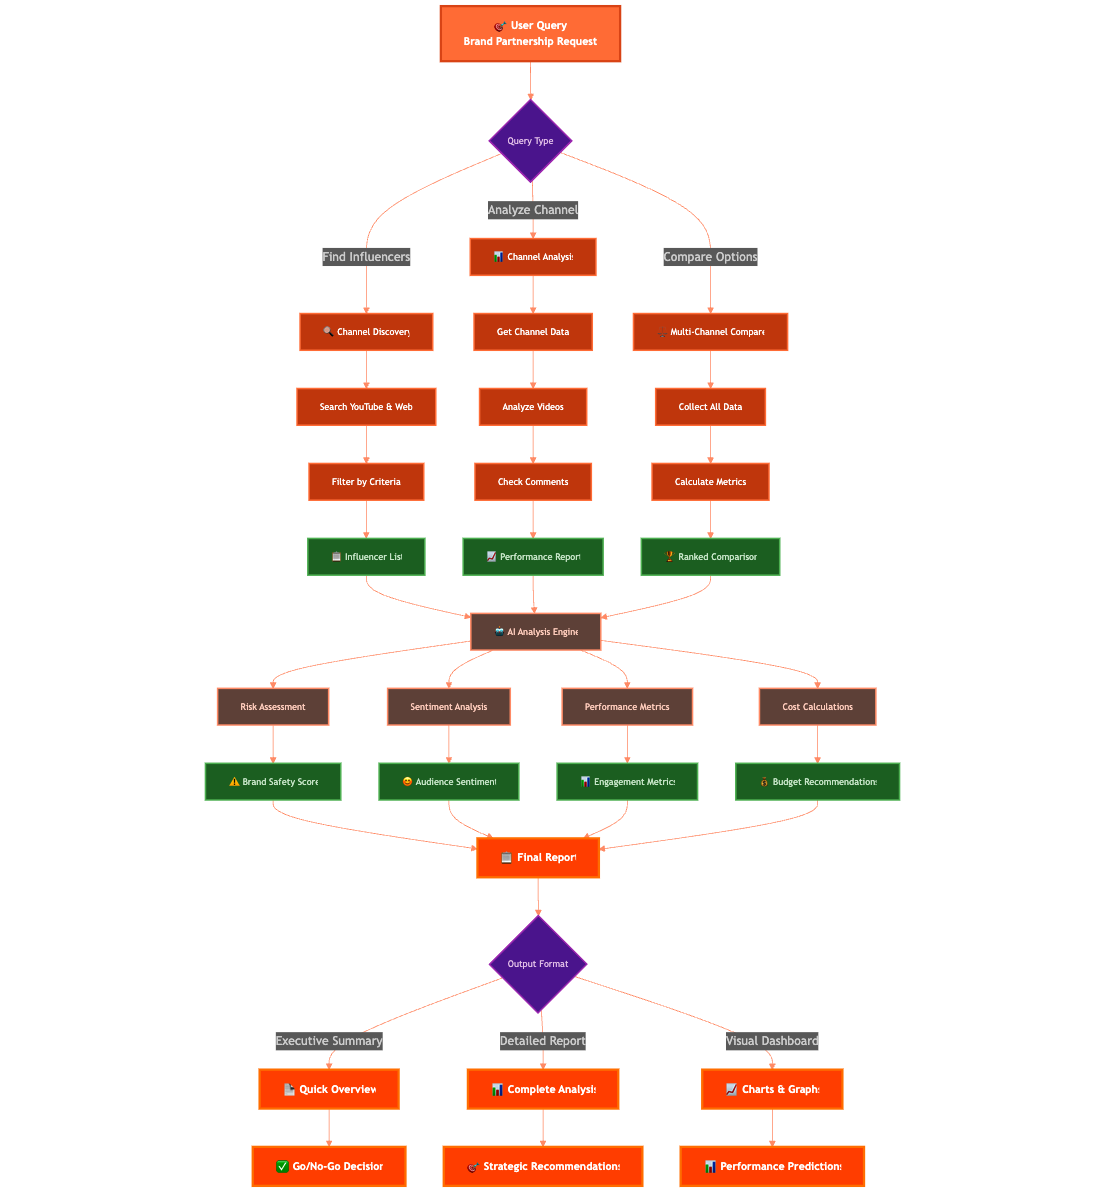 🎯 User Query
Brand Partnership Request
Query Type
Analyze Channel
Find Influencers
Compare Options
📊 Channel Analysis
🔍 Channel Discovery
Get Channel Data
Multi-Channel Compare
Search YouTube & Web
Analyze Videos
Collect All Data
Filter by Criteria
Check Comments
Calculate Metrics
📋 Influencer List
📈 Performance Report
🏆 Ranked Comparison
🤖 AI Analysis Engine
Risk Assessment
Sentiment Analysis
Performance Metrics
Cost Calculations
⚠️ Brand Safety Score
😊 Audience Sentiment
📊 Engagement Metrics
💰 Budget Recommendations
📋 Final Report
Output Format
Executive Summary
Detailed Report
Visual Dashboard
📄 Quick Overview
📊 Complete Analysis
📈 Charts & Graphs
✅ Go/No-Go Decision
🎯 Strategic Recommendations
📊 Performance Predictions